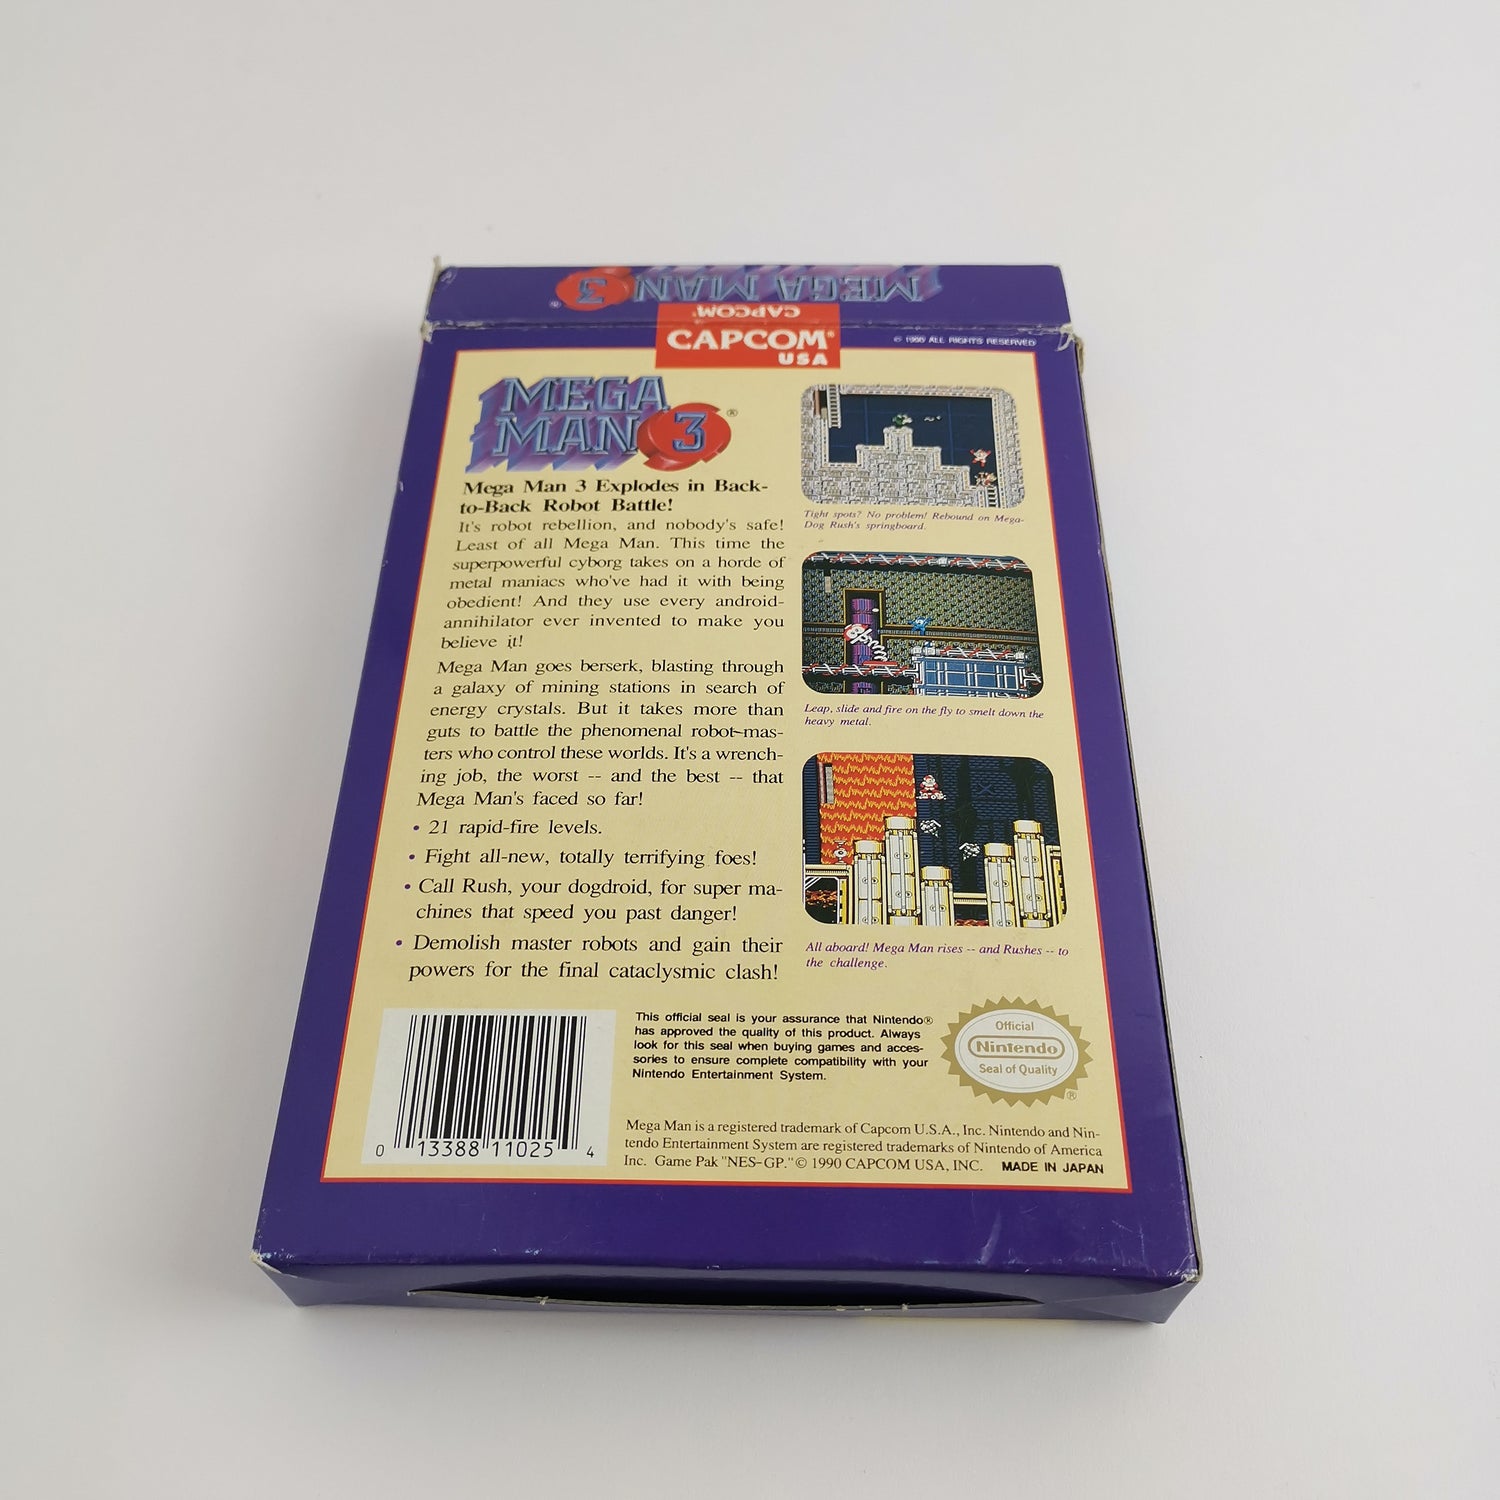 MEGA MAN 3 ®
CAPCOM®
CAPCOM®
USA
© 1990 ALL RIGHTS RESERVED
MEGA
MAN 3 ®
Mega Man 3 Explodes in Back-
to-Back Robot Battle!
It's robot rebellion, and nobody's safe!
Least of all Mega Man. This time the
superpowerful cyborg takes on a horde of
metal maniacs who've had it with being
obedient! And they use every android-
annihilator ever invented to make you
believe it!
Mega Man goes berserk, blasting through
a galaxy of mining stations in search of
energy crystals. But it takes more than
guts to battle the phenomenal robot-mas-
ters who control these worlds. It's a wrench-
ing job, the worst -- and the best -- that
Mega Man's faced so far!
• 21 rapid-fire levels.
• Fight all-new, totally terrifying foes!
• Call Rush, your dogdroid, for super ma-
chines that speed you past danger!
• Demolish master robots and gain their
powers for the final cataclysmic clash!
Tight spots? No problem! Rebound on Mega-
Dog Rush's springboard.
Leap, slide and fire on the fly to smelt down the
heavy metal.
All aboard! Mega Man rises -- and Rushes -- to
the challenge.
0 13388 11025 4
This official seal is your assurance that Nintendo®
has approved the quality of this product. Always
look for this seal when buying games and acces-
sories to ensure complete compatibility with your
Nintendo Entertainment System.
Official
Nintendo
Seal of Quality
®
Mega Man is a registered trademark of Capcom U.S.A., Inc. Nintendo and Nin-
tendo Entertainment System are registered trademarks of Nintendo of America
Inc. Game Pak "NES-GP." © 1990 CAPCOM USA, INC. MADE IN JAPAN